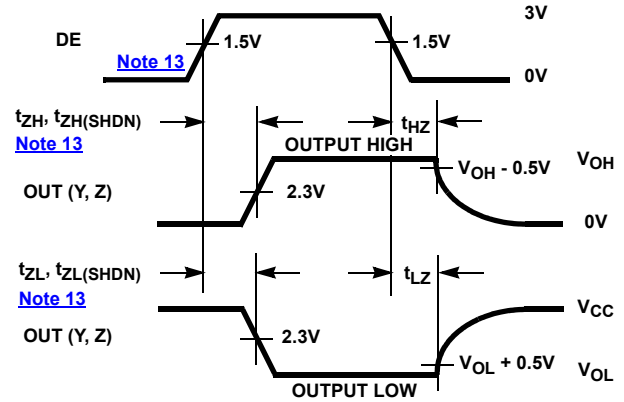 3V
DE
1.5V
1.5V
Note 13
0V
tZH, tZH(SHDN)
Note 13
tHZ
OUTPUT HIGH
VOH - 0.5V
VOH
OUT (Y, Z)
2.3V
0V
tZL, tZL(SHDN)
Note 13
tLZ
VCC
OUT (Y, Z)
2.3V
VOL + 0.5V
VOL
OUTPUT LOW